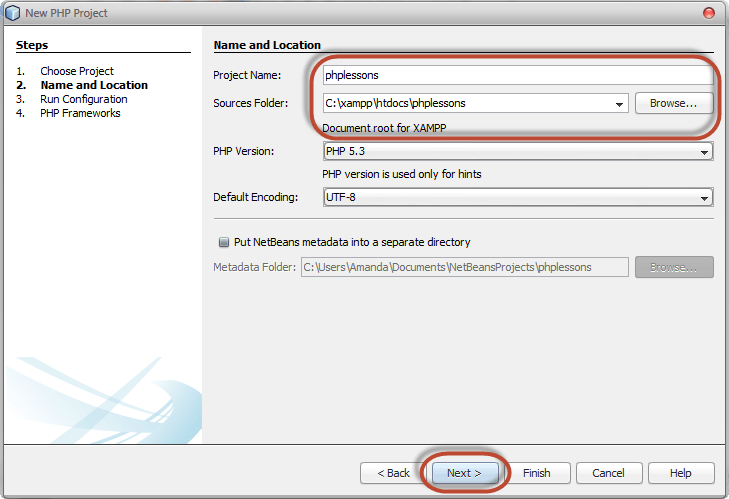 New PHP Project
Steps
1. Choose Project
2. Name and Location
3. Run Configuration
4. PHP Frameworks
Name and Location
Project Name: phplessons
Sources Folder: C:\xampp\htdocs\phplessons Browse...
Document root for XAMPP
PHP Version: PHP 5.3
PHP version is used only for hints
Default Encoding: UTF-8
Put NetBeans metadata into a separate directory
Metadata Folder: C:\Users\Amanda\Documents\NetBeansProjects\phplessons Browse...
< Back Next > Finish Cancel Help